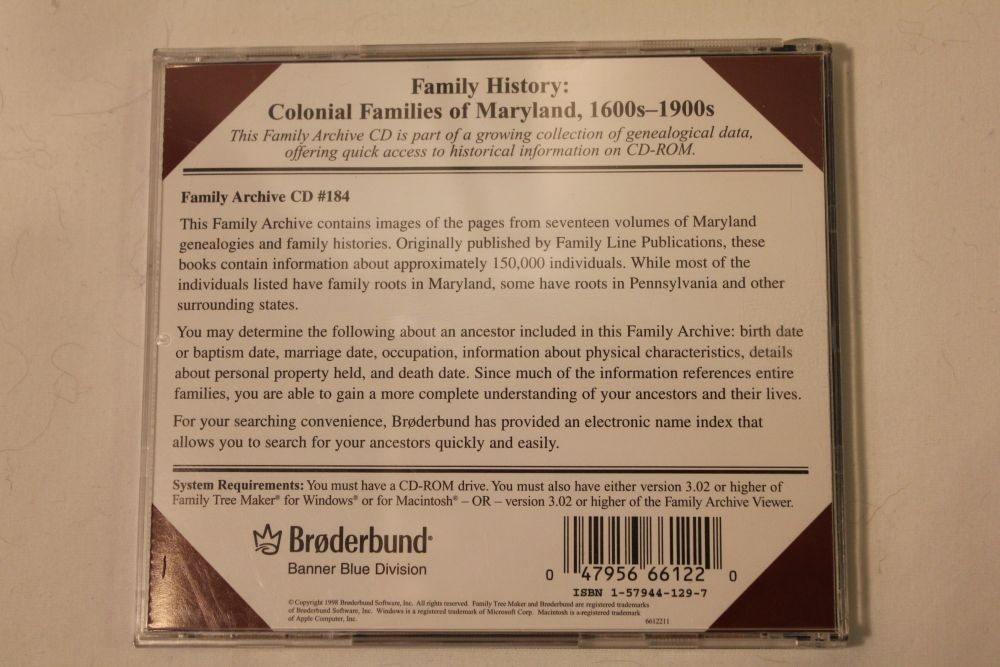 Family History:
Colonial Families of Maryland, 1600s–1900s
This Family Archive CD is part of a growing collection of genealogical data,
offering quick access to historical information on CD-ROM.
Family Archive CD #184
This Family Archive contains images of the pages from seventeen volumes of Maryland
genealogies and family histories. Originally published by Family Line Publications, these
books contain information about approximately 150,000 individuals. While most of the
individuals listed have family roots in Maryland, some have roots in Pennsylvania and other
surrounding states.
You may determine the following about an ancestor included in this Family Archive: birth date
or baptism date, marriage date, occupation, information about physical characteristics, details
about personal property held, and death date. Since much of the information references entire
families, you are able to gain a more complete understanding of your ancestors and their lives.
For your searching convenience, Brøderbund has provided an electronic name index that
allows you to search for your ancestors quickly and easily.
System Requirements: You must have a CD-ROM drive. You must also have either version 3.02 or higher of
Family Tree Maker® for Windows® or for Macintosh® – OR – version 3.02 or higher of the Family Archive Viewer.
Brøderbund®
Banner Blue Division
0 47956 66122 0
ISBN 1-57944-129-7
© Copyright 1998 Brøderbund Software, Inc. All rights reserved. Family Tree Maker and Brøderbund are registered trademarks
of Brøderbund Software, Inc. Windows is a registered trademark of Microsoft Corp. Macintosh is a registered trademark
of Apple Computer, Inc.
6612211